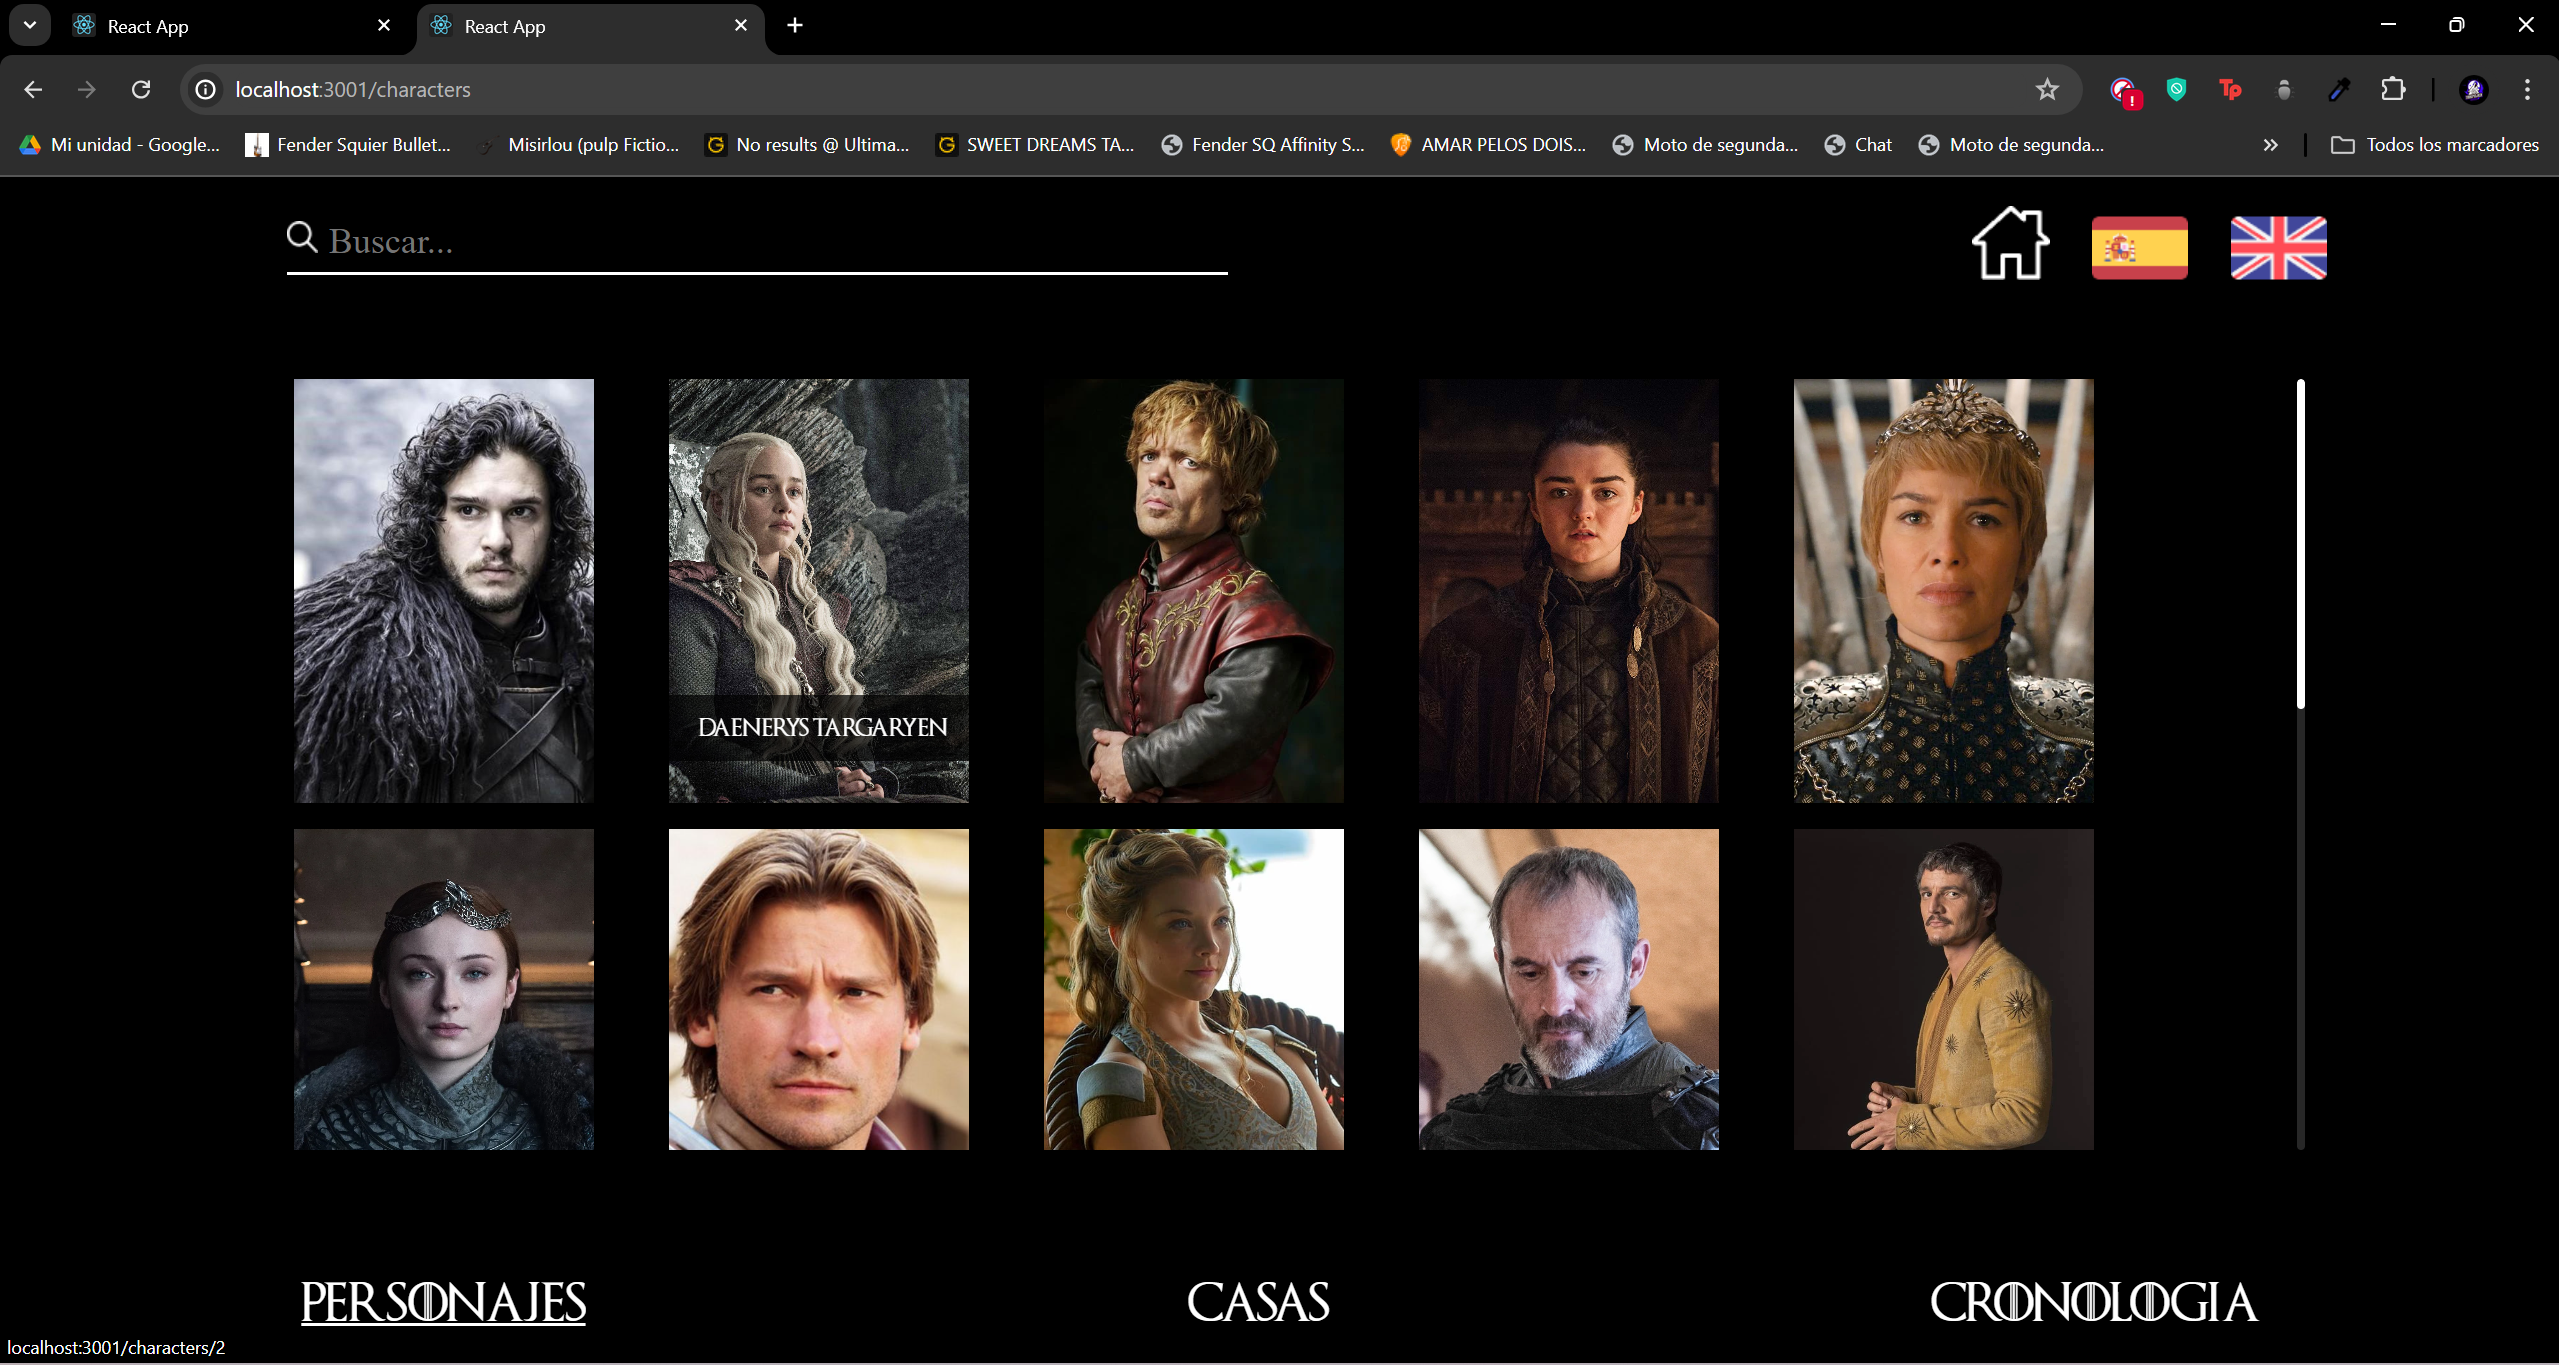 React App
React App
localhost:3001/characters
Mi unidad - Google...
Fender Squier Bullet...
Misirlou (pulp Fictio...
No results @ Ultima...
SWEET DREAMS TA...
Fender SQ Affinity S...
AMAR PELOS DOIS...
Moto de segunda...
Chat
Moto de segunda...
Todos los marcadores
Buscar...
DAENERYS TARGARYEN
PERSONAJES
CASAS
CRONOLOGIA
localhost:3001/characters/2